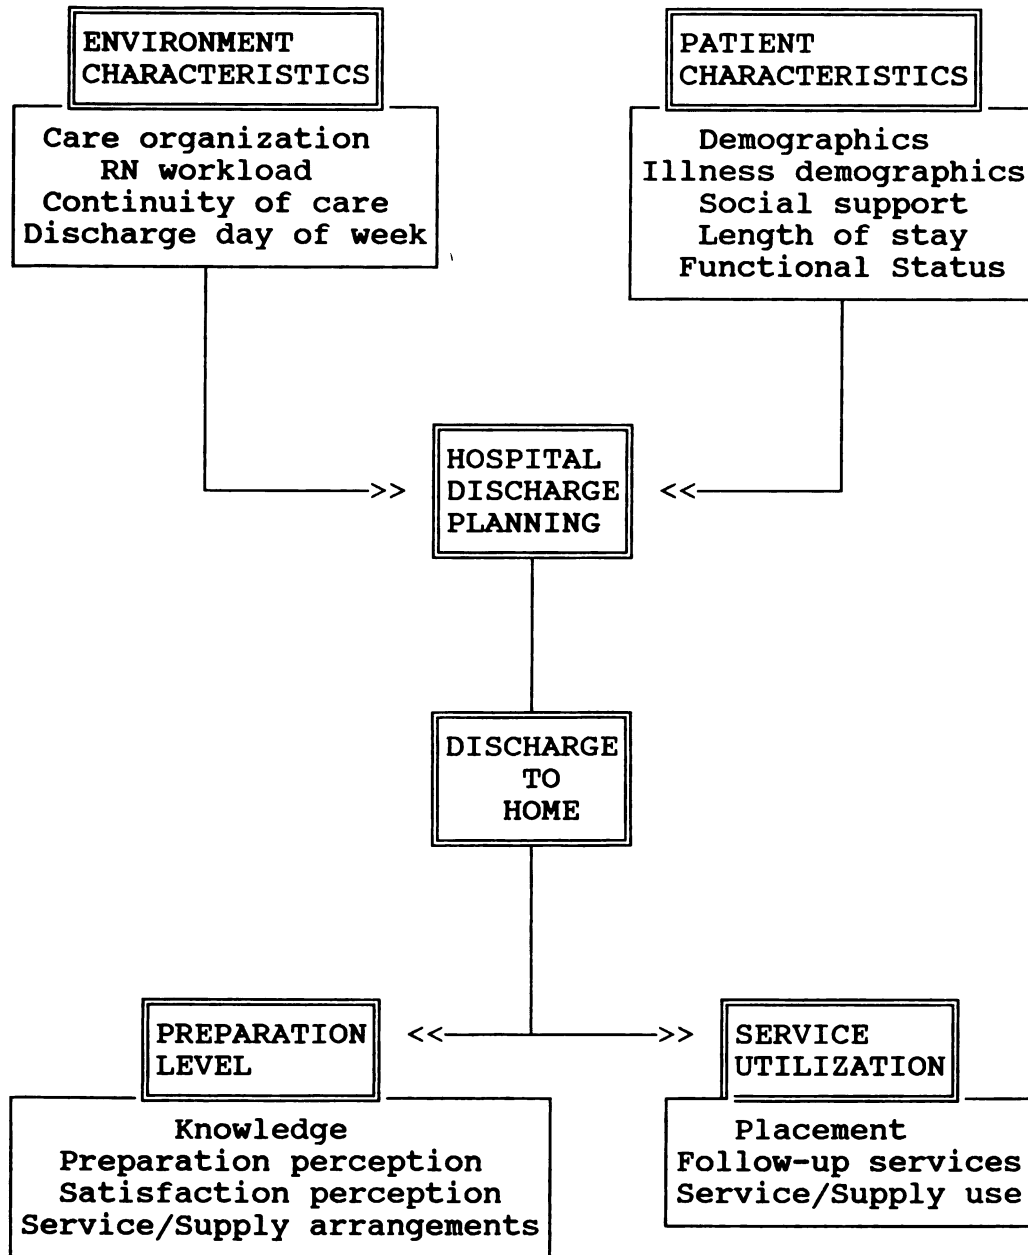 ENVIRONMENT
CHARACTERISTICS
Care organization
RN workload
Continuity of care
Discharge day of week
PATIENT
CHARACTERISTICS
Demographics
Illness demographics
Social support
Length of stay
Functional Status
>>
HOSPITAL
DISCHARGE
PLANNING
<<
DISCHARGE
TO
HOME
PREPARATION
LEVEL
<<
>>
Knowledge
Preparation perception
Satisfaction perception
Service/Supply arrangements
SERVICE
UTILIZATION
Placement
Follow-up services
Service/Supply use